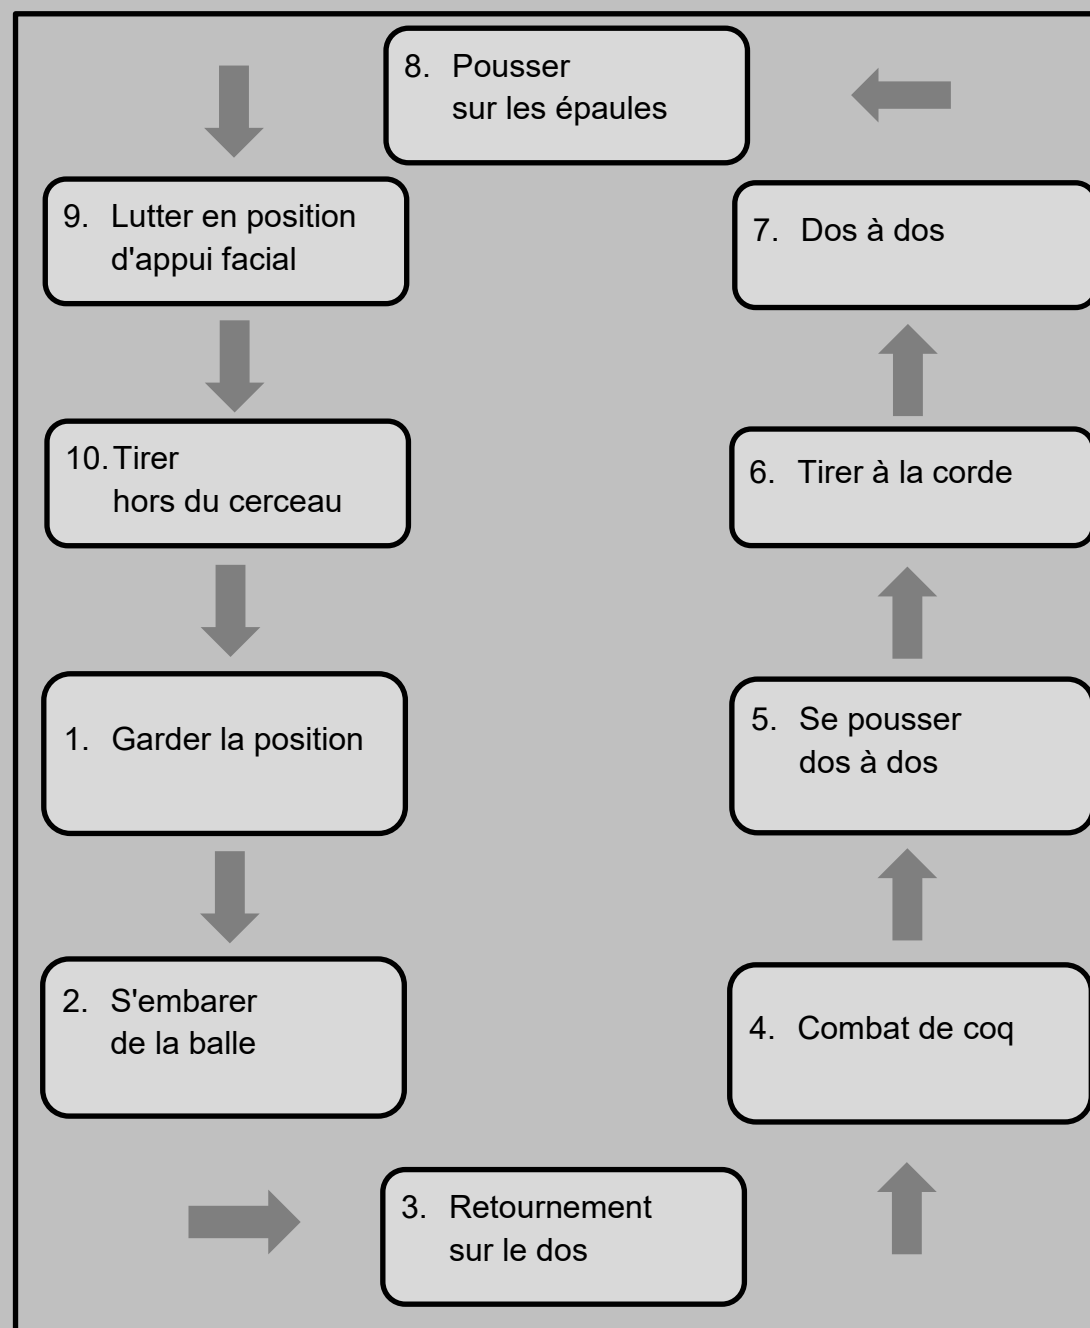 8. Pousser
sur les épaules
9. Lutter en position
d'appui facial
7. Dos à dos
10. Tirer
hors du cerceau
6. Tirer à la corde
1. Garder la position
5. Se pousser
dos à dos
2. S'embarer
de la balle
4. Combat de coq
3. Retournement
sur le dos